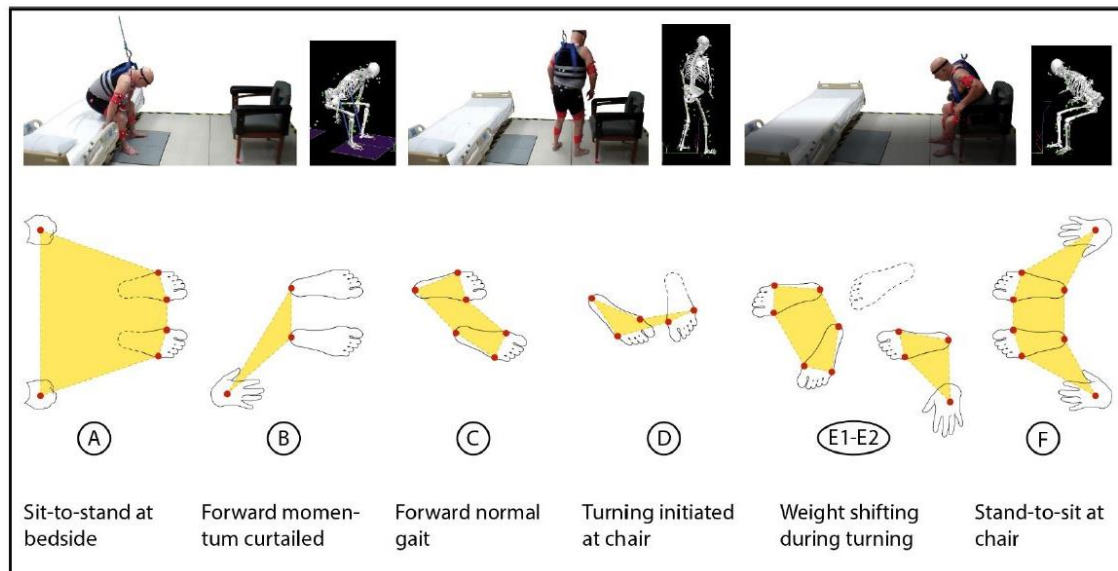 A
B
C
D
E1-E2
F
Sit-to-stand at
bedside
Forward momen-
tum curtailed
Forward normal
gait
Turning initiated
at chair
Weight shifting
during turning
Stand-to-sit at
chair